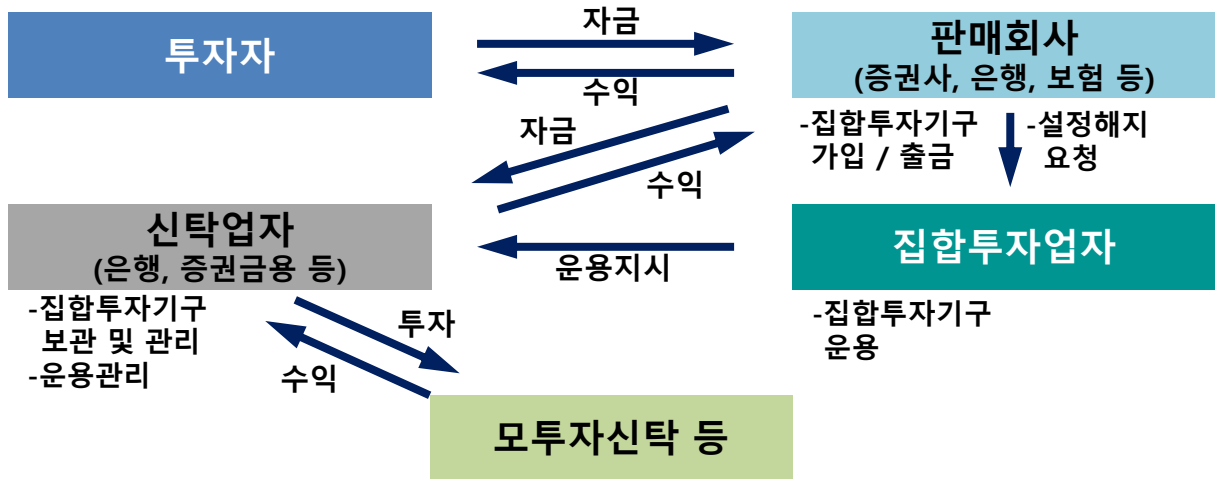 투자자
자금
수익
판매회사
(증권사, 은행, 보험 등)
-집합투자기구
가입 / 출금
-설정해지
요청
자금
수익
신탁업자
(은행, 증권금용 등)
운용지시
집합투자업자
-집합투자기구
보관 및 관리
-운용관리
투자
수익
-집합투자기구
운용
모투자신탁 등